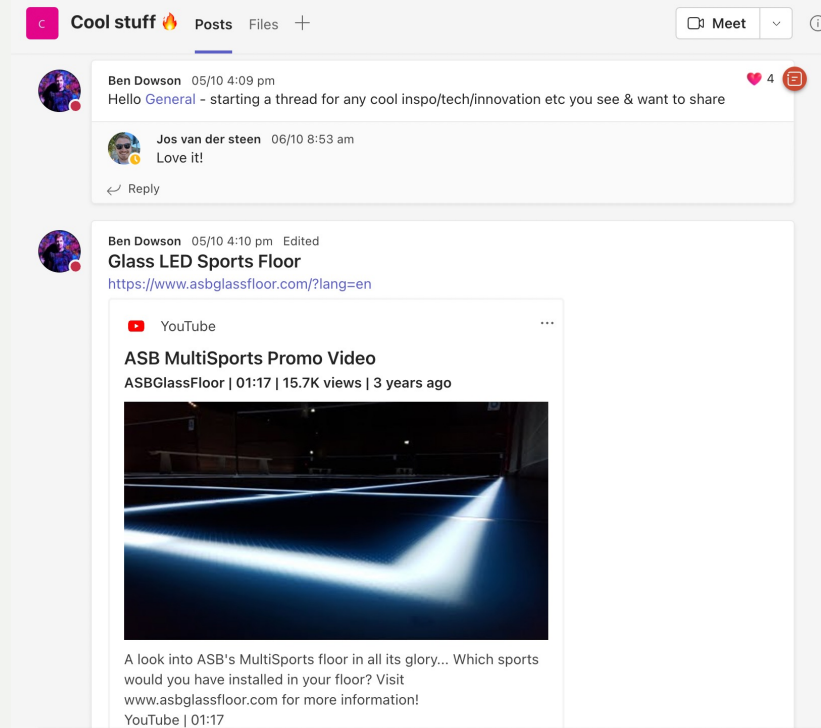 C
Cool stuff 🔥 Posts Files
Meet
Ben Dowson 05/10 4:09 pm
4
Hello General - starting a thread for any cool inspo/tech/innovation etc you see & want to share
Jos van der steen 06/10 8:53 am
Love it!
Reply
Ben Dowson 05/10 4:10 pm Edited
Glass LED Sports Floor
https://www.asbglassfloor.com/?lang=en
YouTube
ASB MultiSports Promo Video
ASBGlassFloor | 01:17 | 15.7K views | 3 years ago
A look into ASB's MultiSports floor in all its glory... Which sports
would you have installed in your floor? Visit
www.asbglassfloor.com for more information!
YouTube | 01:17